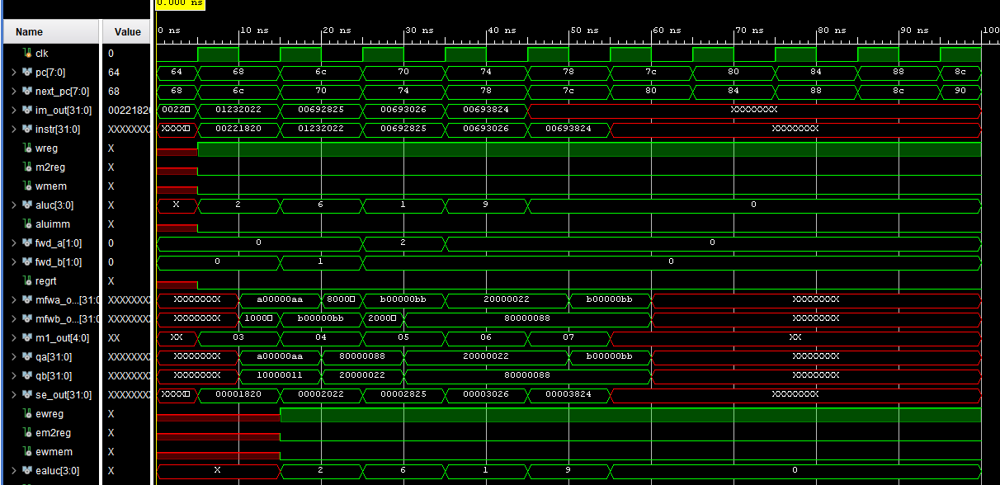 0.000 ns
Name Value 0 ns 10 ns 20 ns 30 ns 40 ns 50 ns 60 ns 70 ns 80 ns 90 ns 100
clk 0
pc[7:0] 64 64 68 6c 70 74 78 7c 80 84 88 8c
next_pc[7:0] 68 68 6c 70 74 78 7c 80 84 88 8c 90
im_out[31:0] 00221820 0022 01232022 00692825 00693026 00693824 XXXXXXXX
instr[31:0] XXXXXXXX XXXX 00221820 01232022 00692825 00693026 00693824 XXXXXXXX
wreg X
m2reg X
wmem X
aluc[3:0] X X 2 6 1 9 0
aluimm X
fwd_a[1:0] 0 0 2 0
fwd_b[1:0] 0 0 1 0
regrt X
mfwa_o...[31:0 XXXXXXXX XXXXXXXX a00000aa 8000 b00000bb 20000022 b00000bb XXXXXXXX
mfwb_o...[31:0 XXXXXXXX XXXXXXXX 1000 b00000bb 2000 80000088 XXXXXXXX
m1_out[4:0] XX XX 03 04 05 06 07 XX
qa[31:0] XXXXXXXX XXXXXXXX a00000aa 80000088 20000022 b00000bb XXXXXXXX
qb[31:0] XXXXXXXX XXXXXXXX 10000011 20000022 80000088 XXXXXXXX
se_out[31:0] XXXXXXXX XXXX 00001820 00002022 00002825 00003026 00003824 XXXXXXXX
ewreg X
em2reg X
ewmem X
ealuc[3:0] X X 2 6 1 9 0